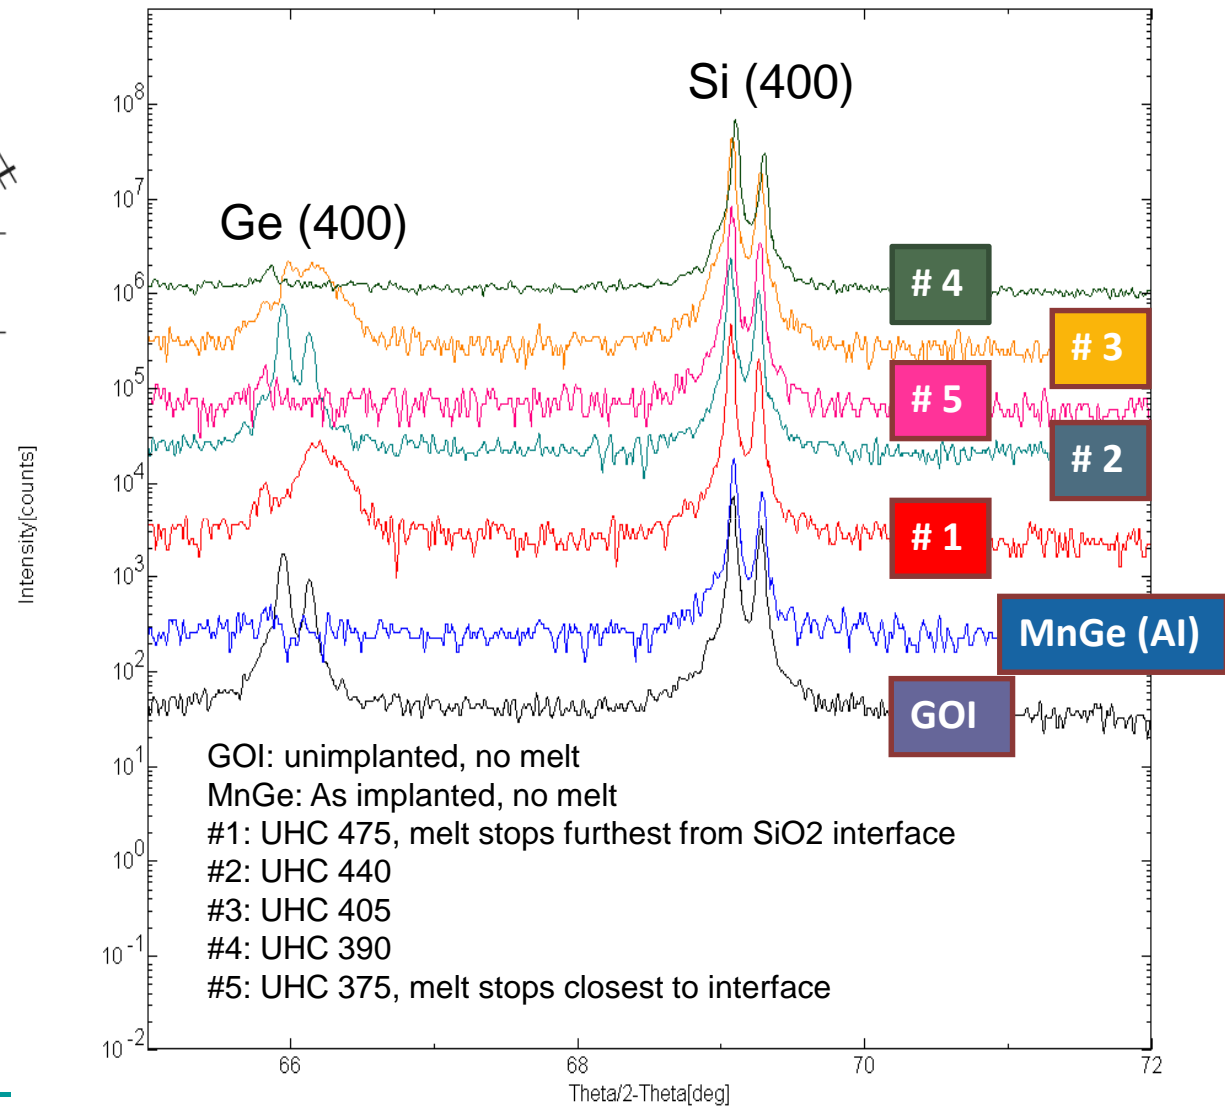 Si (400)
Ge (400)
10^8
10^7
10^6
10^5
10^4
10^3
10^2
10^1
10^0
10^-1
10^-2
Intensity[counts]
# 4
# 3
# 5
# 2
# 1
MnGe (AI)
GOI
GOI: unimplanted, no melt
MnGe: As implanted, no melt
#1: UHC 475, melt stops furthest from SiO2 interface
#2: UHC 440
#3: UHC 405
#4: UHC 390
#5: UHC 375, melt stops closest to interface
66 68 70 72
Theta/2-Theta[deg]